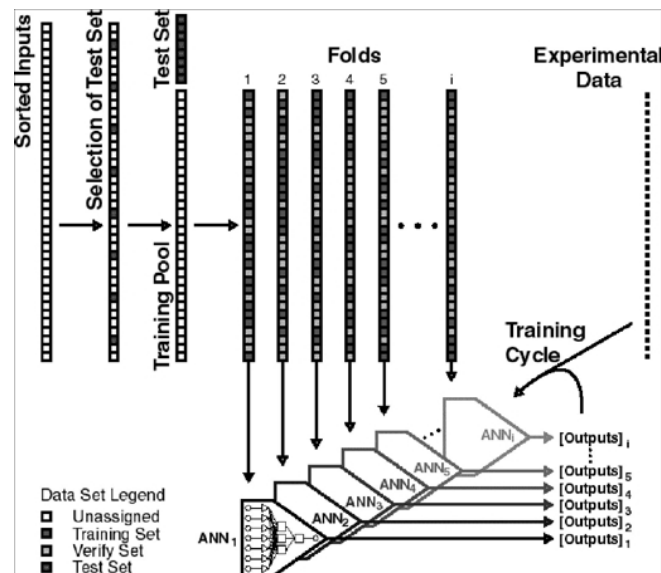 Sorted Inputs
Selection of Test Set
Test Set
Training Pool
Folds
1 2 3 4 5 i
Experimental
Data
Training
Cycle
ANN1
ANN2
ANN3
ANN4
ANN5
ANNi
[Outputs] i
[Outputs] 5
[Outputs] 4
[Outputs] 3
[Outputs] 2
[Outputs] 1
Data Set Legend
Unassigned
Training Set
Verify Set
Test Set